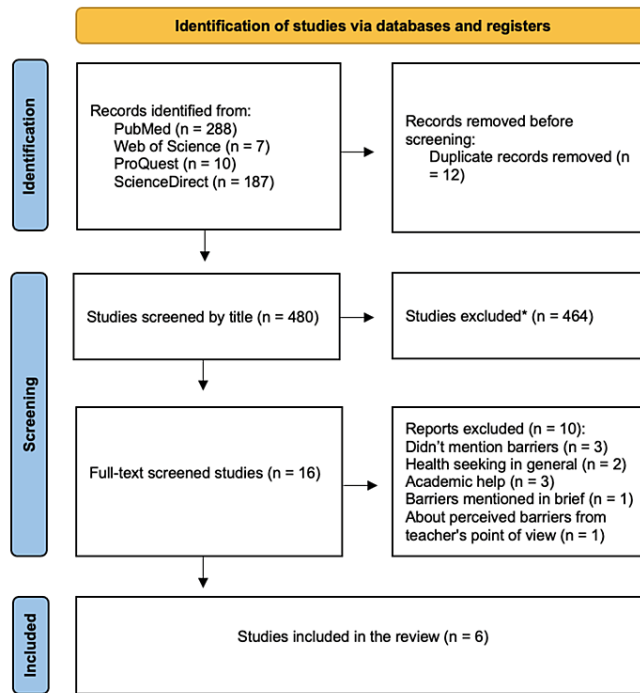 Identification of studies via databases and registers
Identification
Records identified from:
PubMed (n = 288)
Web of Science (n = 7)
ProQuest (n = 10)
ScienceDirect (n = 187)
Records removed before
screening:
Duplicate records removed (n
= 12)
Screening
Studies screened by title (n = 480)
Studies excluded* (n = 464)
Full-text screened studies (n = 16)
Reports excluded (n = 10):
Didn't mention barriers (n = 3)
Health seeking in general (n = 2)
Academic help (n = 3)
Barriers mentioned in brief (n = 1)
About perceived barriers from
teacher's point of view (n = 1)
Included
Studies included in the review (n = 6)